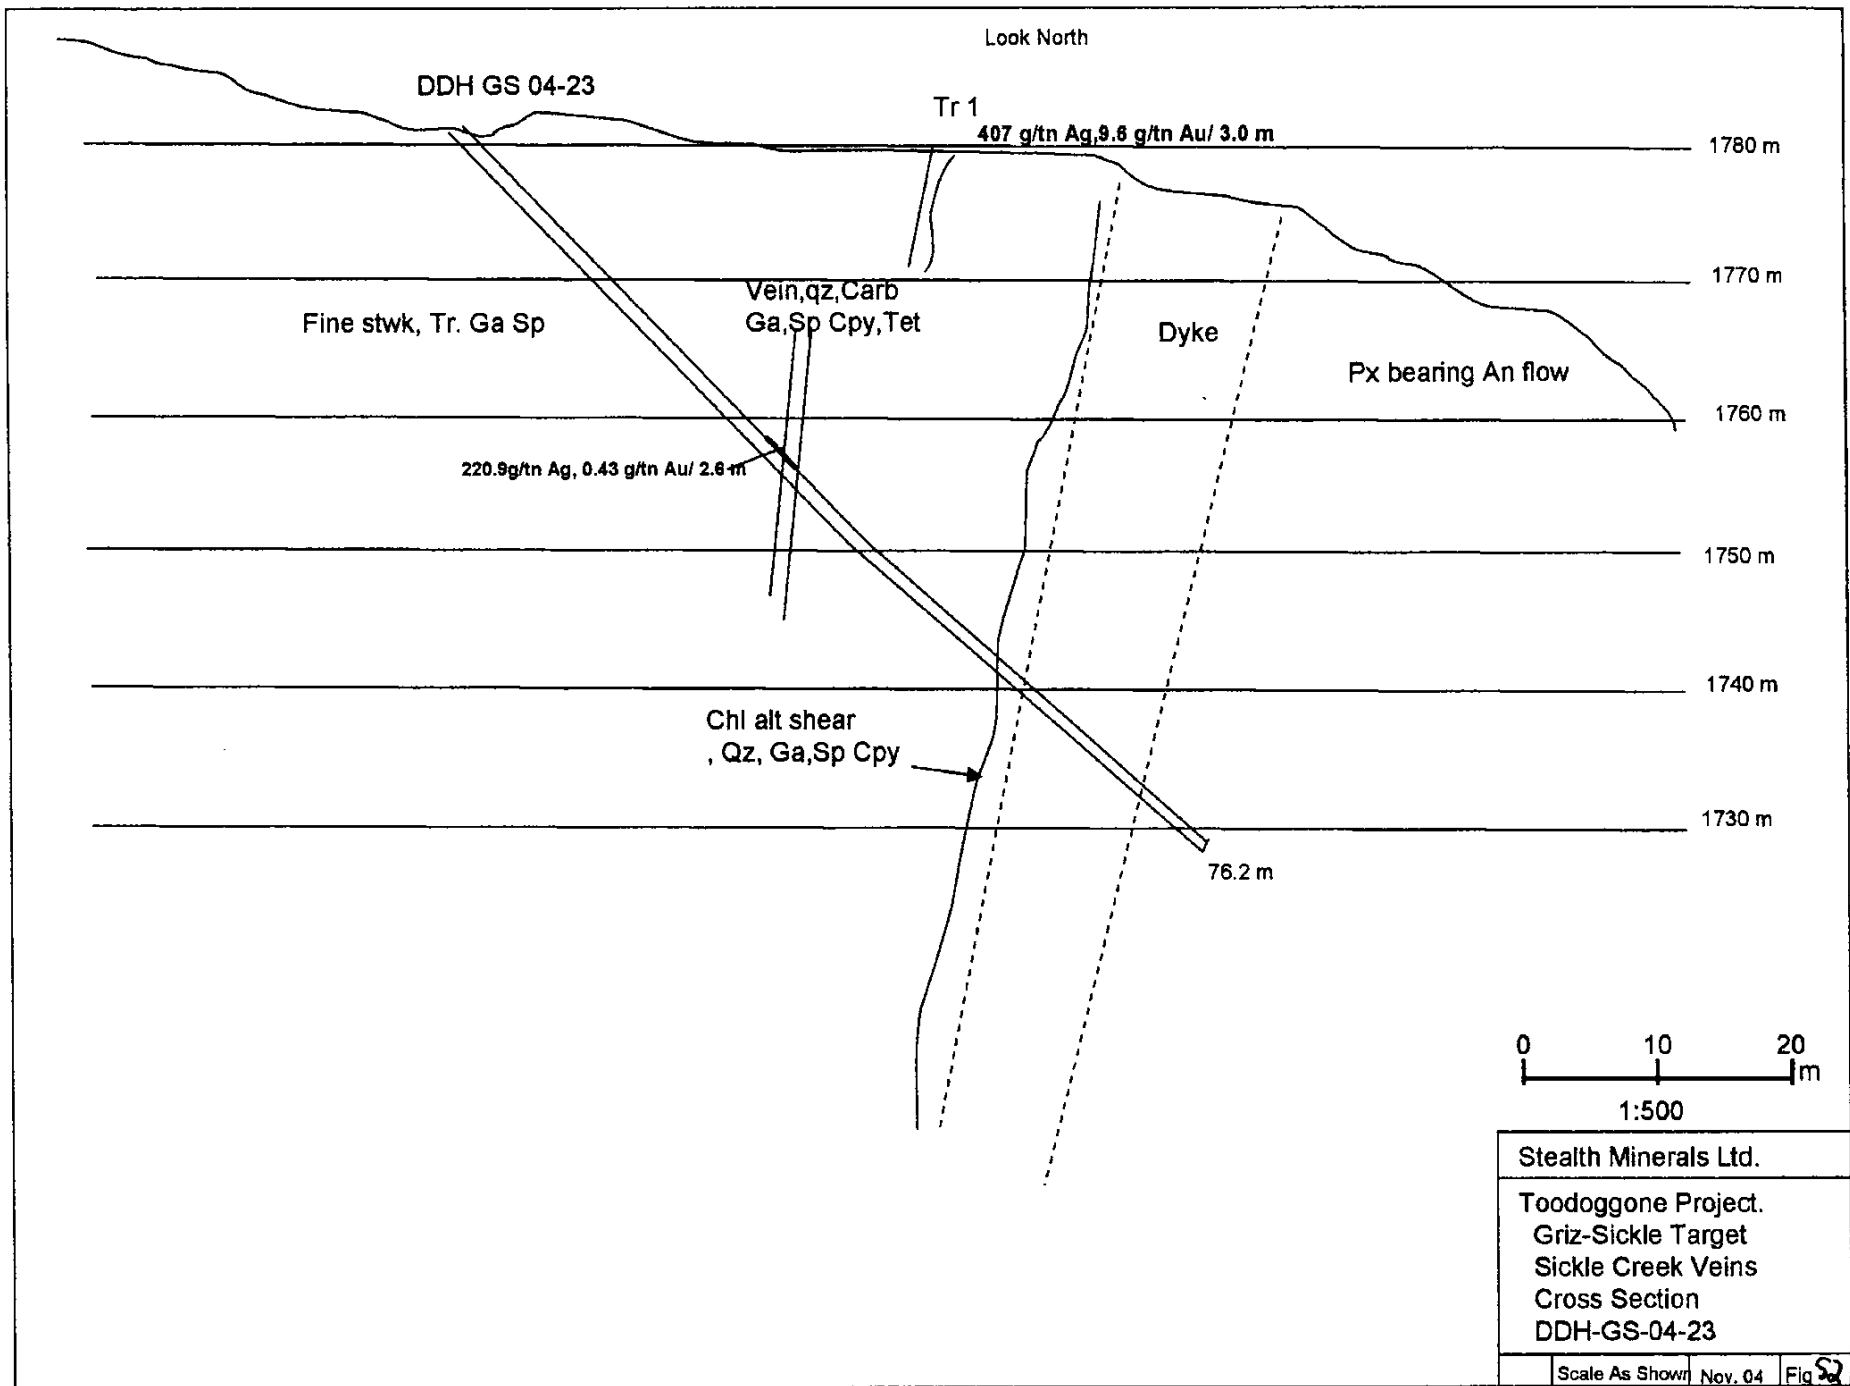 Look North
DDH GS 04-23
Tr 1
407 g/tn Ag,9.6 g/tn Au/ 3.0 m
1780 m
1770 m
Vein,qz,Carb
Ga,Sp Cpy,Tet
Fine stwk, Tr. Ga Sp
Dyke
Px bearing An flow
1760 m
220.9g/tn Ag, 0.43 g/tn Au/ 2.6 m
1750 m
1740 m
Chl alt shear
, Qz, Ga,Sp Cpy
1730 m
76.2 m
0 10 20
m
1:500
Stealth Minerals Ltd.
Toodoggone Project.
Griz-Sickle Target
Sickle Creek Veins
Cross Section
DDH-GS-04-23
Scale As Shown Nov. 04 Fig 52